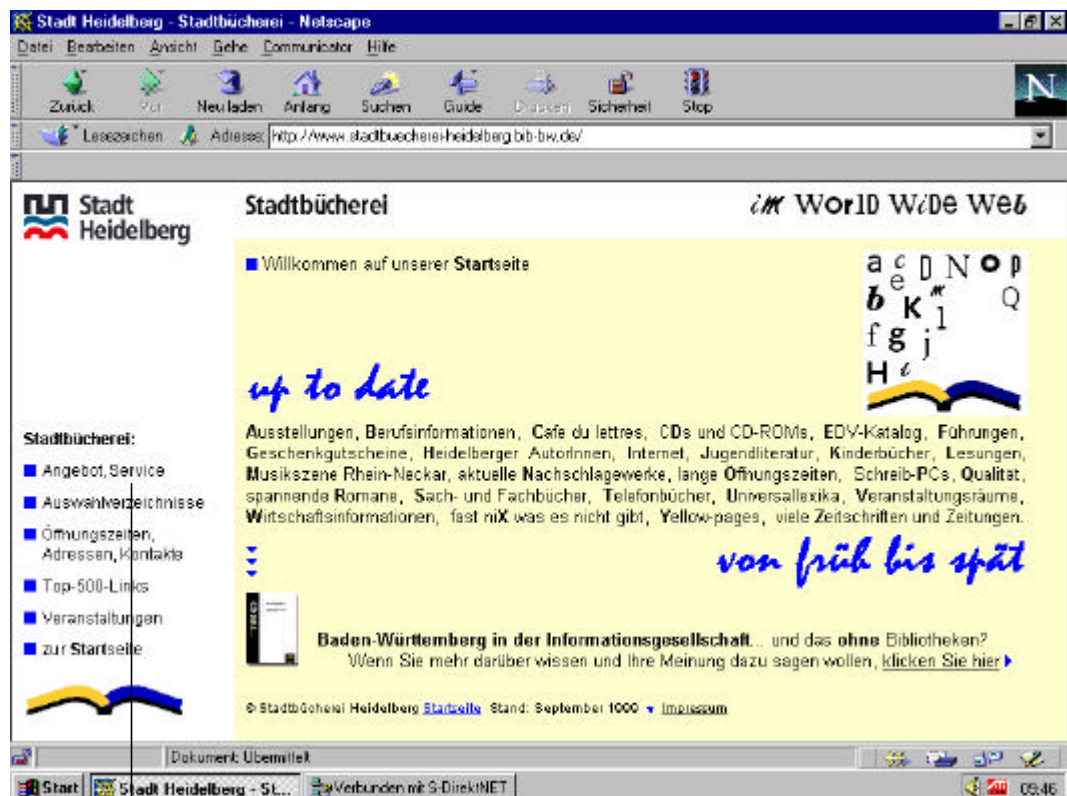 Stadt Heidelberg - Stadtbücherei - Netscape
Datei Bearbeiten Ansicht Gehe Communicator Hilfe
Zurück Vor Neu laden Anfang Suchen Guide Drucken Sicherheit Stop
N
Lesezeichen Adresse: http://www.stadtbuecherei-heidelberg.bib-bw.de/
Stadt
Heidelberg
Stadtbücherei
im WorlD WiDe Web
Willkommen auf unserer Startseite
a c D N O p
e
b K m Q
l
f g j
H i
up to date
Ausstellungen, Berufsinformationen, Cafe du lettres, CDs und CD-ROMs, EDV-Katalog, Führungen,
Geschenkgutscheine, Heidelberger AutorInnen, Internet, Jugendliteratur, Kinderbücher, Lesungen,
Musikszene Rhein-Neckar, aktuelle Nachschlagewerke, lange Öffnungszeiten, Schreib-PCs, Qualität,
spannende Romane, Sach- und Fachbücher, Telefonbücher, Universallexika, Veranstaltungsräume,
Wirtschaftsinformationen, fast niX was es nicht gibt, Yellow-pages, viele Zeitschriften und Zeitungen.
von früh bis spät
Stadtbücherei:
Angebot, Service
Auswahlverzeichnisse
Öffnungszeiten,
Adressen, Kontakte
Top-500-Links
Veranstaltungen
zur Startseite
Baden-Württemberg in der Informationsgesellschaft... und das ohne Bibliotheken?
Wenn Sie mehr darüber wissen und Ihre Meinung dazu sagen wollen, klicken Sie hier
© Stadtbücherei Heidelberg Startseite Stand: September Impressum
Dokument: Übermittelt
Start Stadt Heidelberg - St... Verbunden mit S-DirektNET 09:46